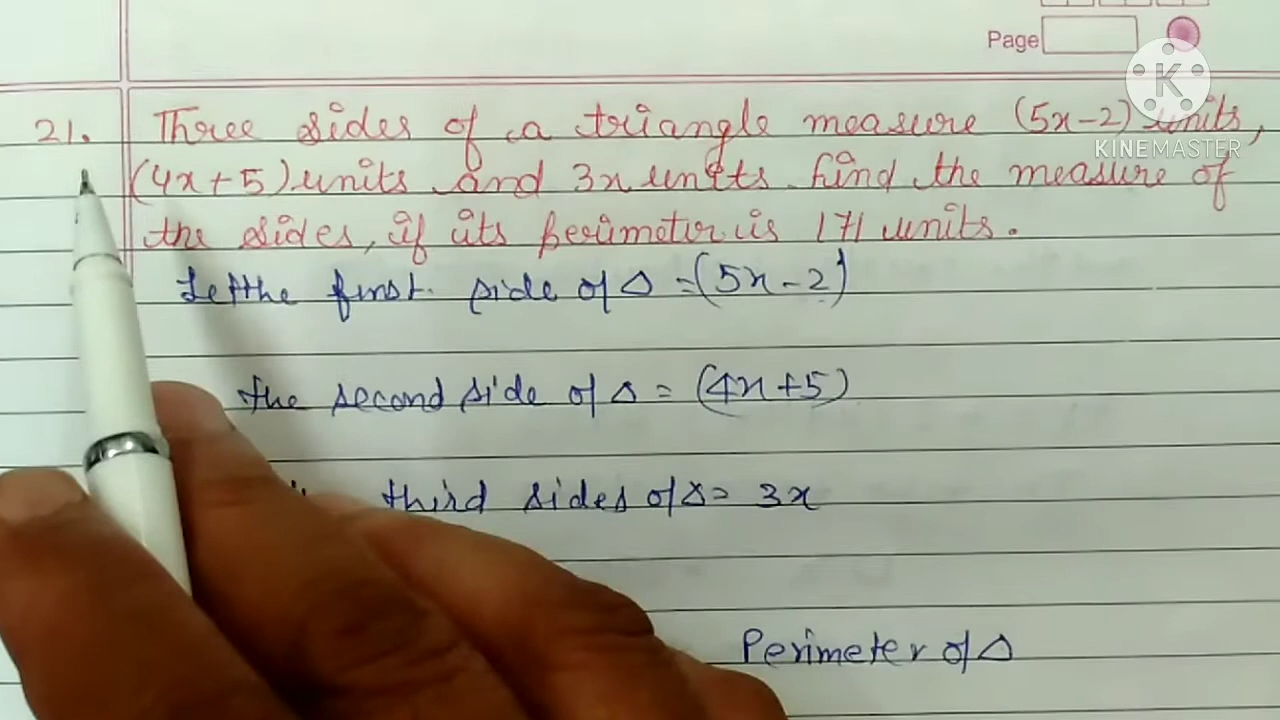 Page
K
KINEMASTER
21. Three sides of a triangle measure (5x-2) units,
(4x+5) units and 3x units find the measure of
the sides, if its perimeter is 171 units.
Let the first side of Δ = (5x-2)
the second side of Δ = (4x+5)
third sides of Δ = 3x
Perimeter of Δ